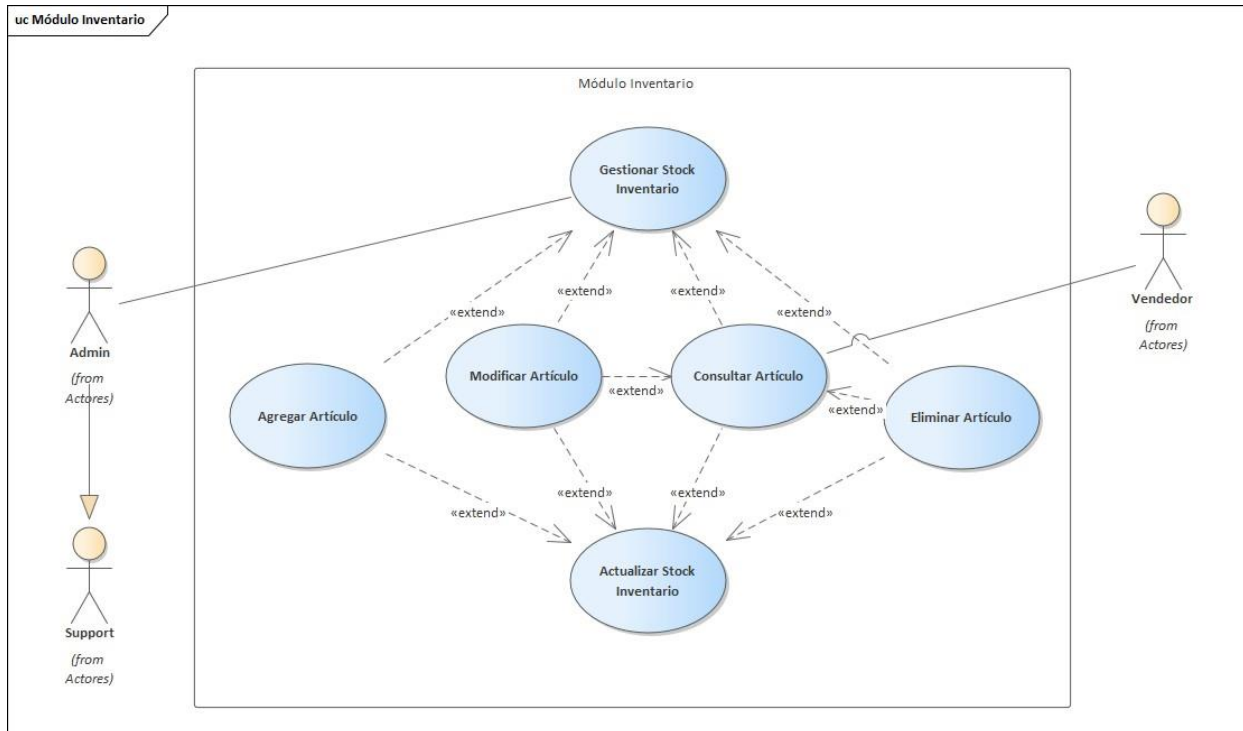 uc Módulo Inventario
Módulo Inventario
Gestionar Stock
Inventario
Admin
(from
Actores)
Vendedor
(from
Actores)
«extend»
«extend»
«extend»
«extend»
Agregar Artículo
Modificar Artículo
«extend»
Consultar Artículo
«extend»
Eliminar Artículo
«extend»
«extend»
«extend»
«extend»
Actualizar Stock
Inventario
Support
(from
Actores)